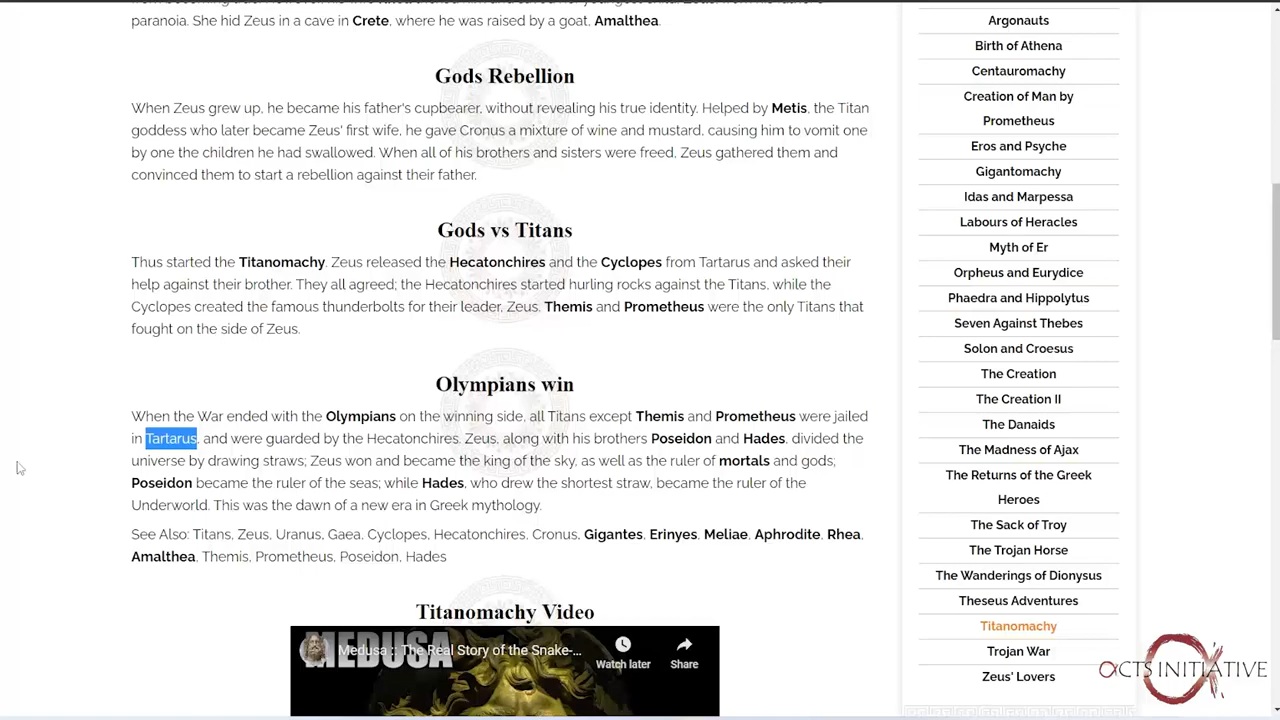 paranoia. She hid Zeus in a cave in Crete, where he was raised by a goat, Amalthea.
Gods Rebellion
When Zeus grew up, he became his father's cupbearer, without revealing his true identity. Helped by Metis, the Titan
goddess who later became Zeus' first wife, he gave Cronus a mixture of wine and mustard, causing him to vomit one
by one the children he had swallowed. When all of his brothers and sisters were freed, Zeus gathered them and
convinced them to start a rebellion against their father.
Gods vs Titans
Thus started the Titanomachy. Zeus released the Hecatonchires and the Cyclopes from Tartarus and asked their
help against their brother. They all agreed; the Hecatonchires started hurling rocks against the Titans, while the
Cyclopes created the famous thunderbolts for their leader, Zeus. Themis and Prometheus were the only Titans that
fought on the side of Zeus.
Olympians win
When the War ended with the Olympians on the winning side, all Titans except Themis and Prometheus were jailed
in Tartarus, and were guarded by the Hecatonchires. Zeus, along with his brothers Poseidon and Hades, divided the
universe by drawing straws; Zeus won and became the king of the sky, as well as the ruler of mortals and gods;
Poseidon became the ruler of the seas; while Hades, who drew the shortest straw, became the ruler of the
Underworld. This was the dawn of a new era in Greek mythology.
See Also: Titans, Zeus, Uranus, Gaea, Cyclopes, Hecatonchires, Cronus, Gigantes, Erinyes, Meliae, Aphrodite, Rhea,
Amalthea, Themis, Prometheus, Poseidon, Hades
Titanomachy Video
MEDUSA
Medusa :: The Real Story of the Snake-...
Watch later
Share
Argonauts
Birth of Athena
Centauromachy
Creation of Man by
Prometheus
Eros and Psyche
Gigantomachy
Idas and Marpessa
Labours of Heracles
Myth of Er
Orpheus and Eurydice
Phaedra and Hippolytus
Seven Against Thebes
Solon and Croesus
The Creation
The Creation II
The Danaids
The Madness of Ajax
The Returns of the Greek
Heroes
The Sack of Troy
The Trojan Horse
The Wanderings of Dionysus
Theseus Adventures
Titanomachy
Trojan War
Zeus' Lovers
ACTS INITIATIVE